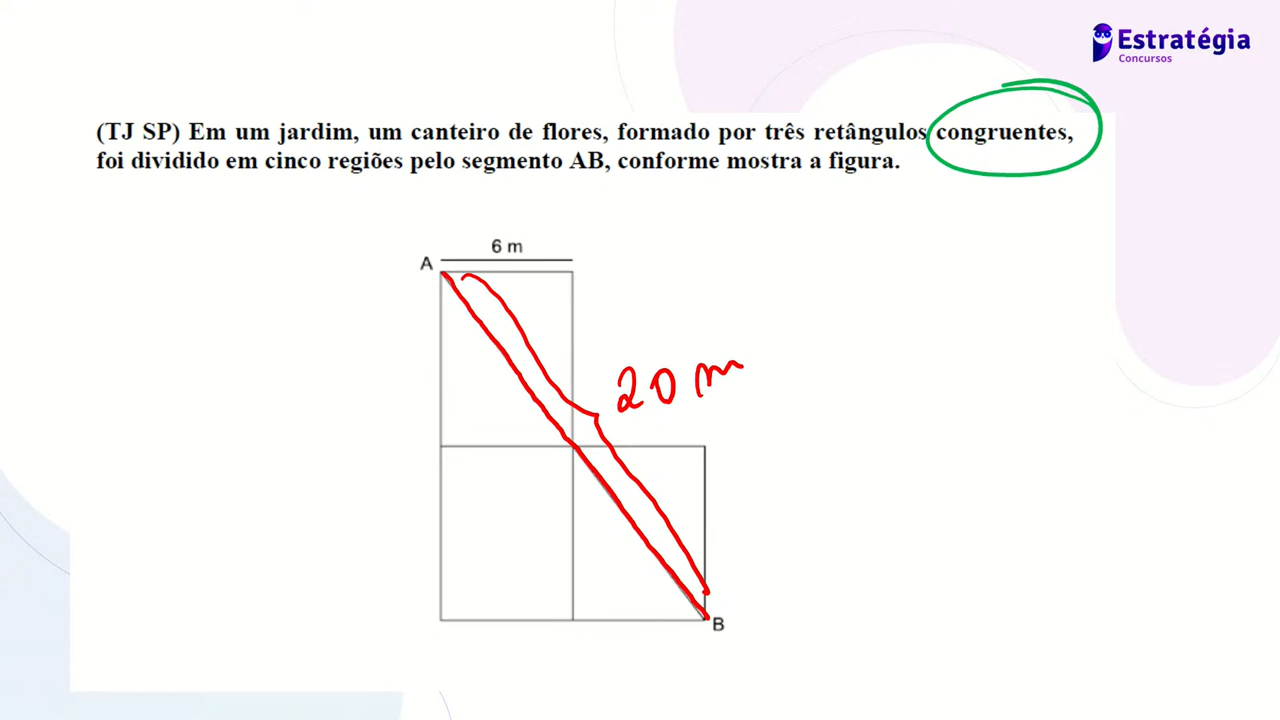 Estratégia
Concursos
(TJ SP) Em um jardim, um canteiro de flores, formado por três retângulos congruentes,
foi dividido em cinco regiões pelo segmento AB, conforme mostra a figura.
6 m
A
20 m
B